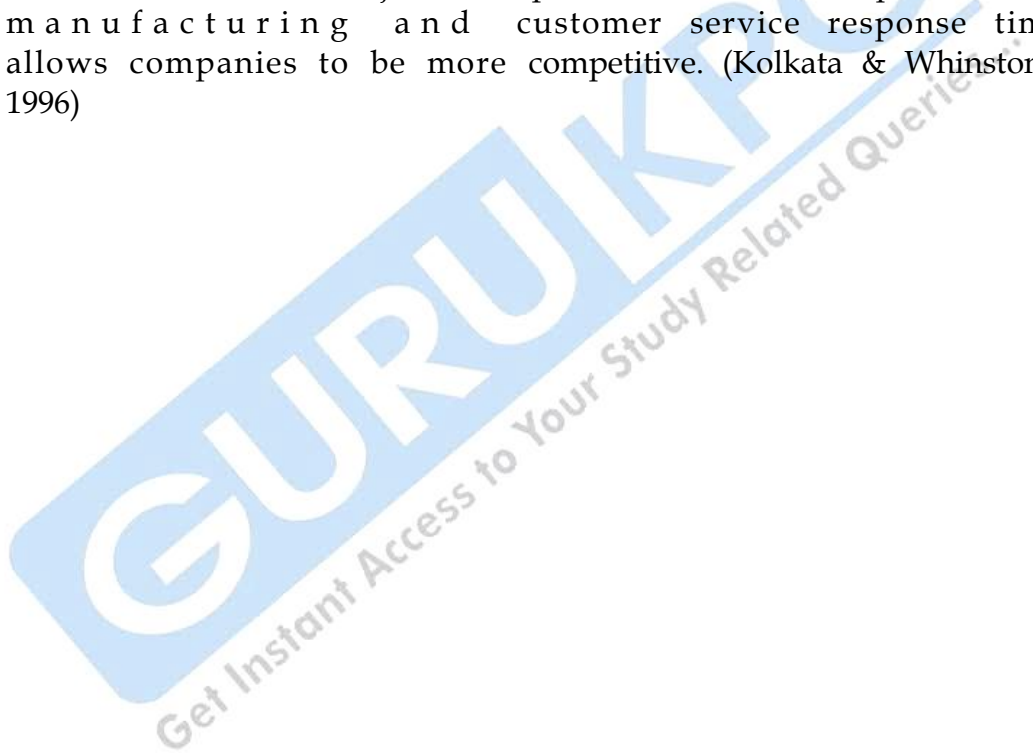 manufacturing and customer service response
allows companies to be more competitive. (Kolkata & Whinston
1996)
GURUKPO
Get Instant Access to Your Study Related Queries...